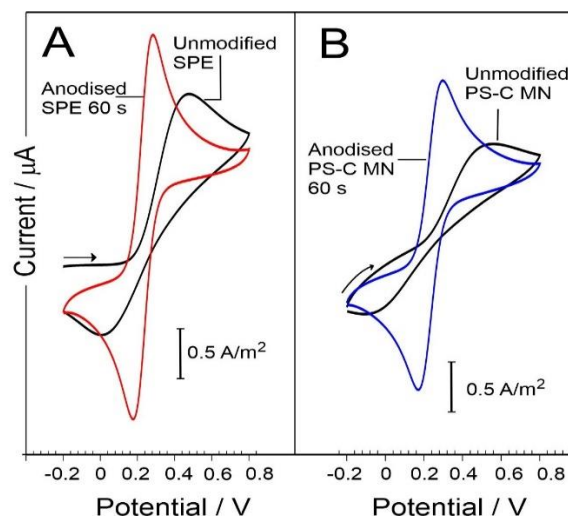 A
Unmodified
SPE
Anodised
SPE 60 s
0.5 A/m²
Current / µA
-0.2 0 0.2 0.4 0.6 0.8
Potential / V
B
Unmodified
PS-C MN
Anodised
PS-C MN
60 s
0.5 A/m²
-0.2 0 0.2 0.4 0.6 0.8
Potential / V